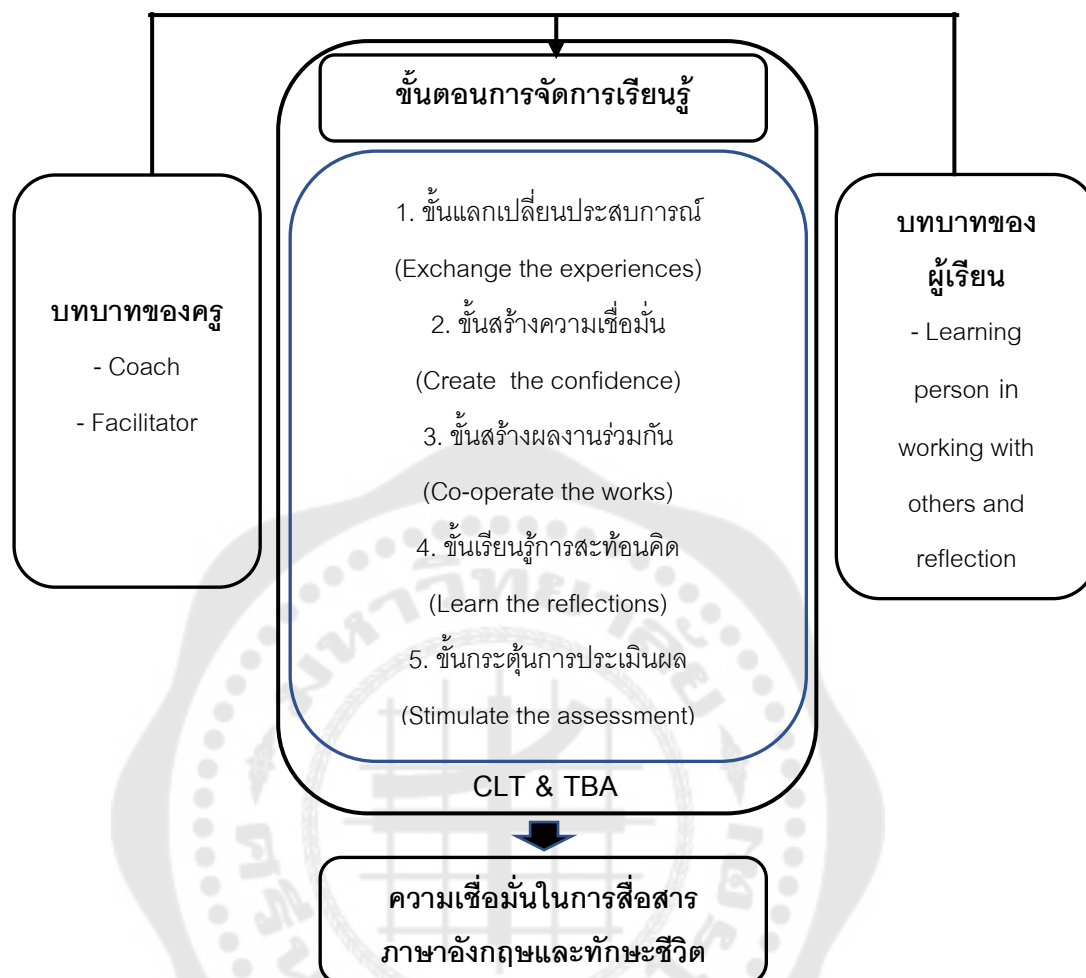 ขั้นตอนการจัดการเรียนรู้
บทบาทของครู
- Coach
- Facilitator
1. ขั้นแลกเปลี่ยนประสบการณ์
(Exchange the experiences)
2. ขั้นสร้างความเชื่อมั่น
(Create the confidence)
3. ขั้นสร้างผลงานร่วมกัน
(Co-operate the works)
4. ขั้นเรียนรู้การสะท้อนคิด
(Learn the reflections)
5. ขั้นกระตุ้นการประเมินผล
(Stimulate the assessment)
CLT & TBA
บทบาทของ
ผู้เรียน
- Learning
person in
working with
others and
reflection
ความเชื่อมั่นในการสื่อสาร
ภาษาอังกฤษและทักษะชีวิต
มหาวิทยาลัย